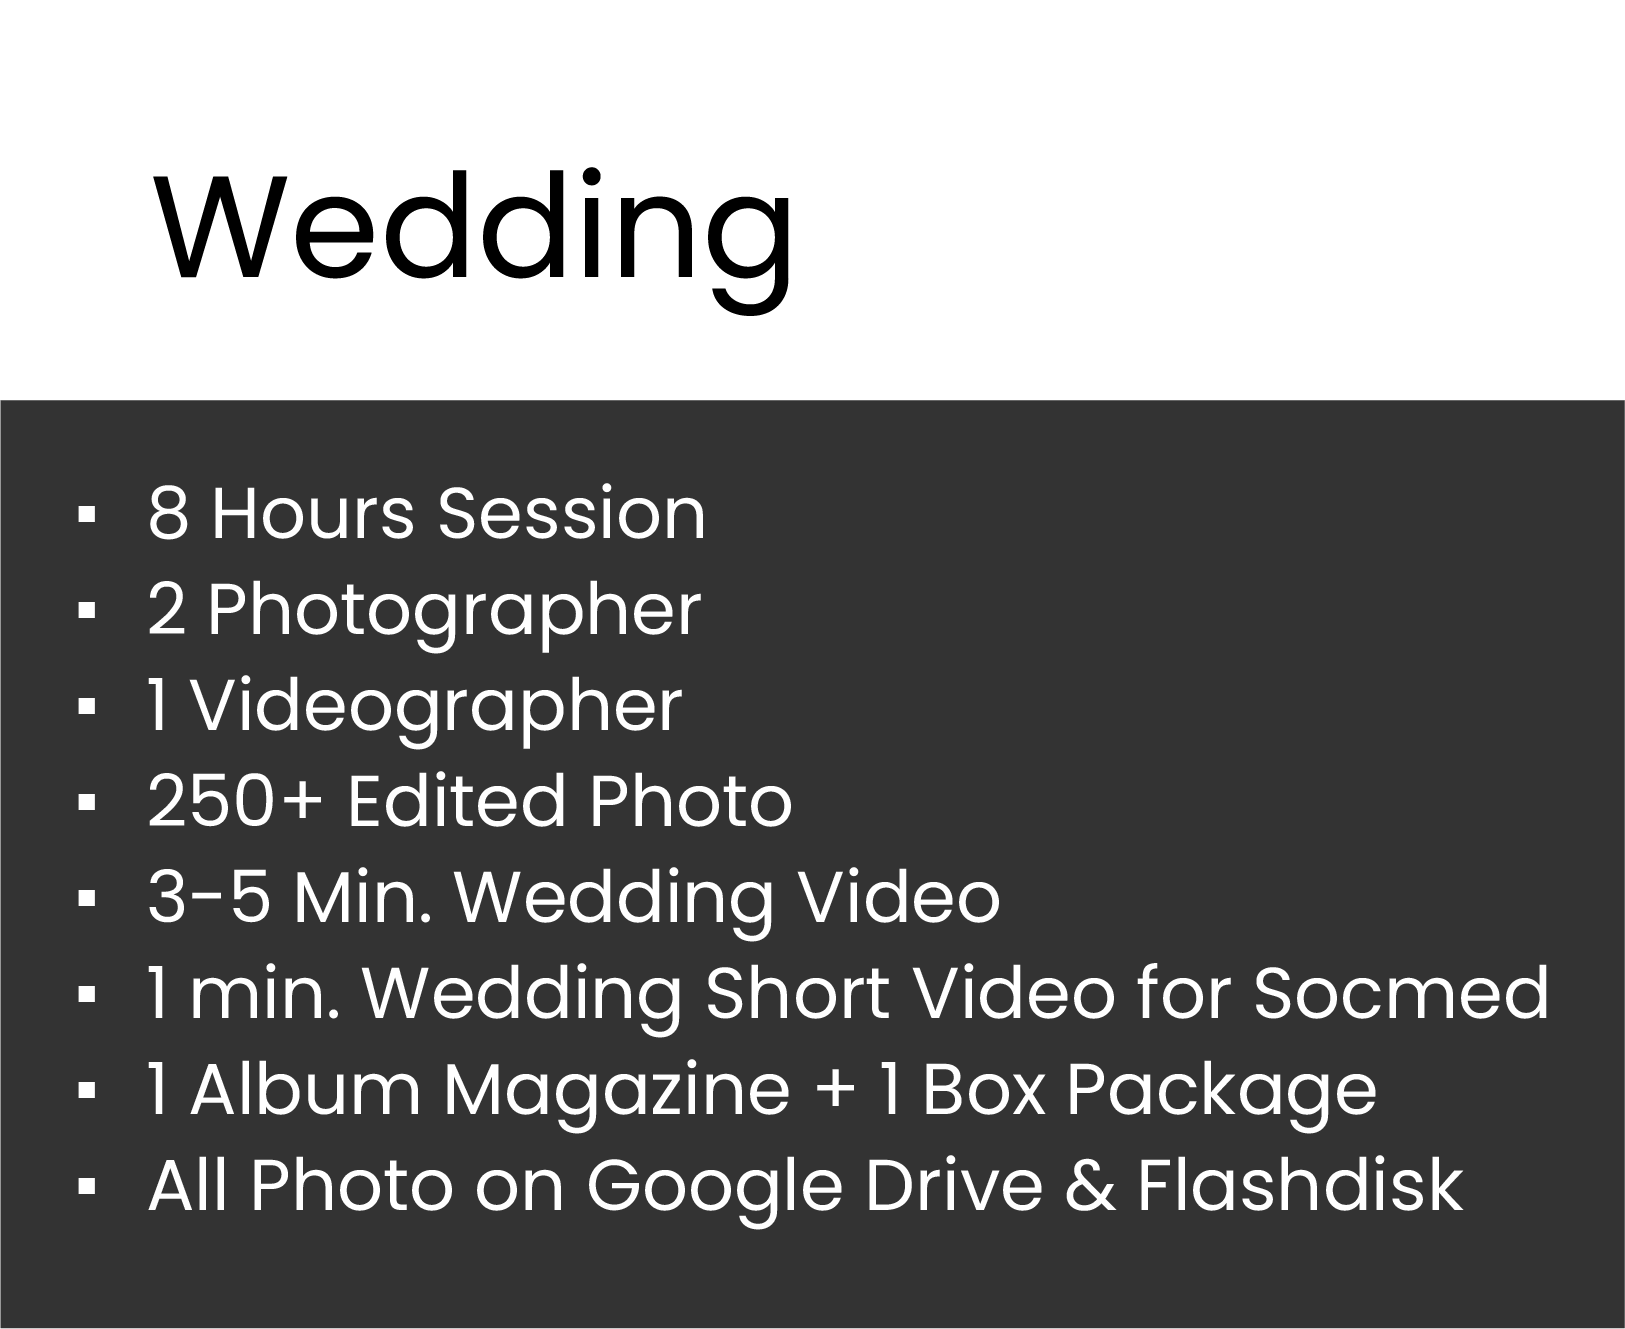 Wedding
▪ 8 Hours Session
▪ 2 Photographer
▪ 1 Videographer
▪ 250+ Edited Photo
▪ 3-5 Min. Wedding Video
▪ 1 min. Wedding Short Video for Socmed
▪ 1 Album Magazine + 1 Box Package
▪ All Photo on Google Drive & Flashdisk